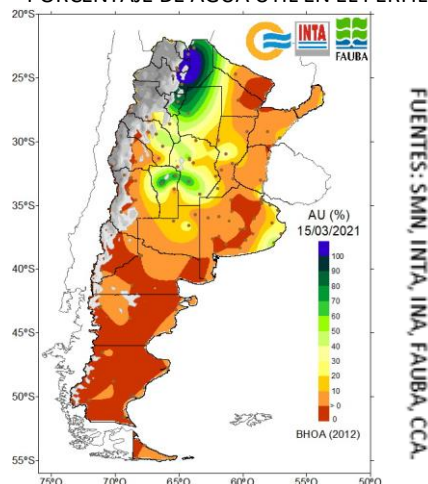 PORCENTAJE DE AGUA ÚTIL EN EL PERFIL
20°S
25°S
30°S
35°S
40°S
45°S
50°S
55°S
75°O
70°O
65°O
60°O
55°O
50°O
INTA
FAUBA
AU (%)
15/03/2021
100
90
80
70
60
50
40
30
20
10
> 0
0
BHOA (2012)
FUENTES: SMN, INTA, INA, FAUBA, CCA.